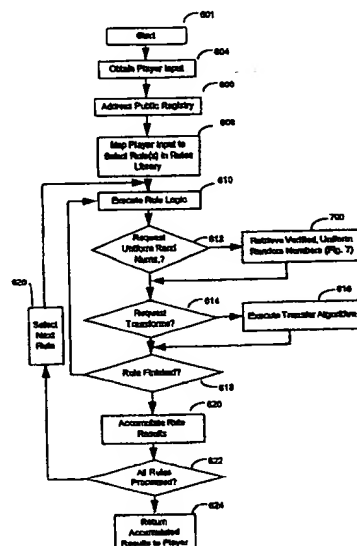 601
Start
604
Obtain Player Input
606
Address Public Registry
608
Map Player Input to
Select Rule(s) in Rules
Library
610
Execute Rule Logic
612
Request
Uniform Rand
Nums.?
700
Retrieve Verified, Uniform
Random Numbers (Fig. 7)
614
Request
Transforms?
616
Execute Transfer Algorithms
618
Rule Finished?
620
Accumulate Rule
Results
622
All Rules
Processed?
624
Return
Accumulated
Results to Player
Select
Next
Rule